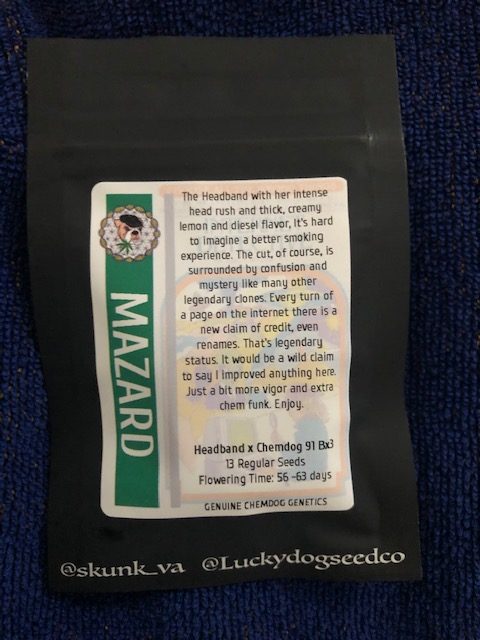 MAZARD
The Headband with her intense
head rush and thick, creamy
lemon and diesel flavor, It's hard
to imagine a better smoking
experience. The cut, of course, is
surrounded by confusion and
mystery like many other
legendary clones. Every turn of
a page on the internet there is a
new claim of credit, even
renames. That's legendary
status. It would be a wild claim
to say I improved anything here.
Just a bit more vigor and extra
chem funk. Enjoy.
Headband x Chemdog 91 Bx3
13 Regular Seeds
Flowering Time: 56 -63 days
GENUINE CHEMDOG GENETICS
@skunk_va @Luckydogseedco